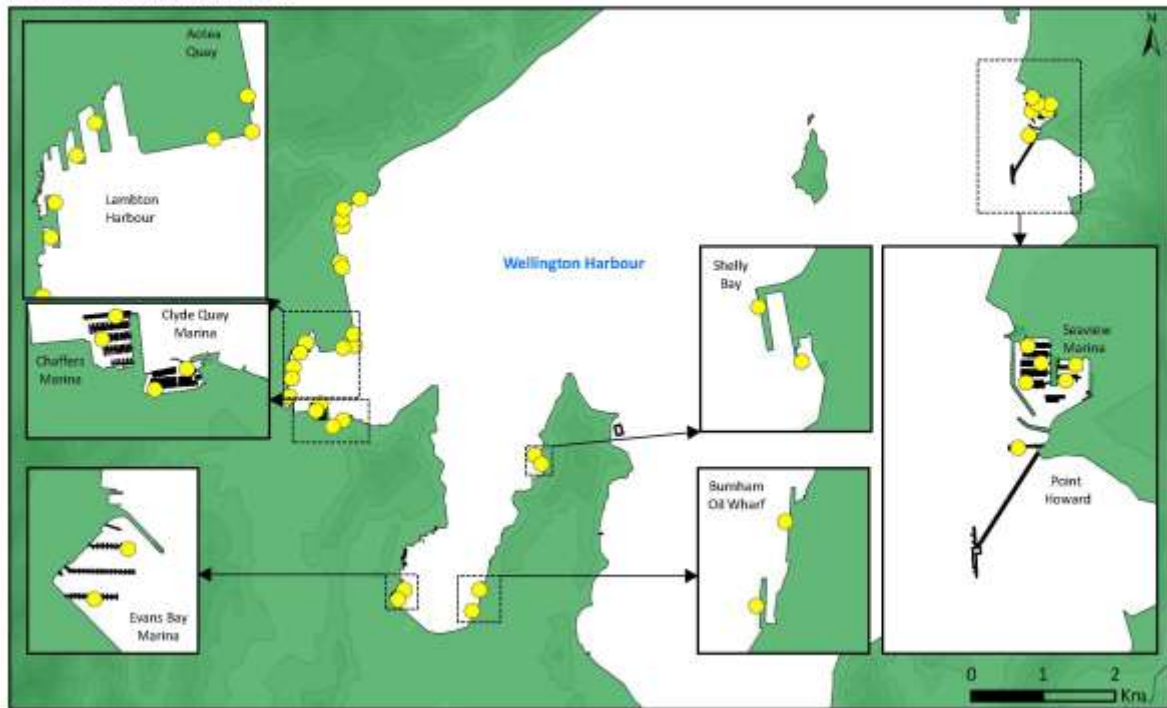 Aotea
Quay
N
Lambton
Harbour
Wellington Harbour
Shelly
Bay
Clyde Quay
Marina
Chaffers
Marina
Seaview
Marina
Burnham
Oil Wharf
Point
Howard
Evans Bay
Marina
0 1 2
Kms